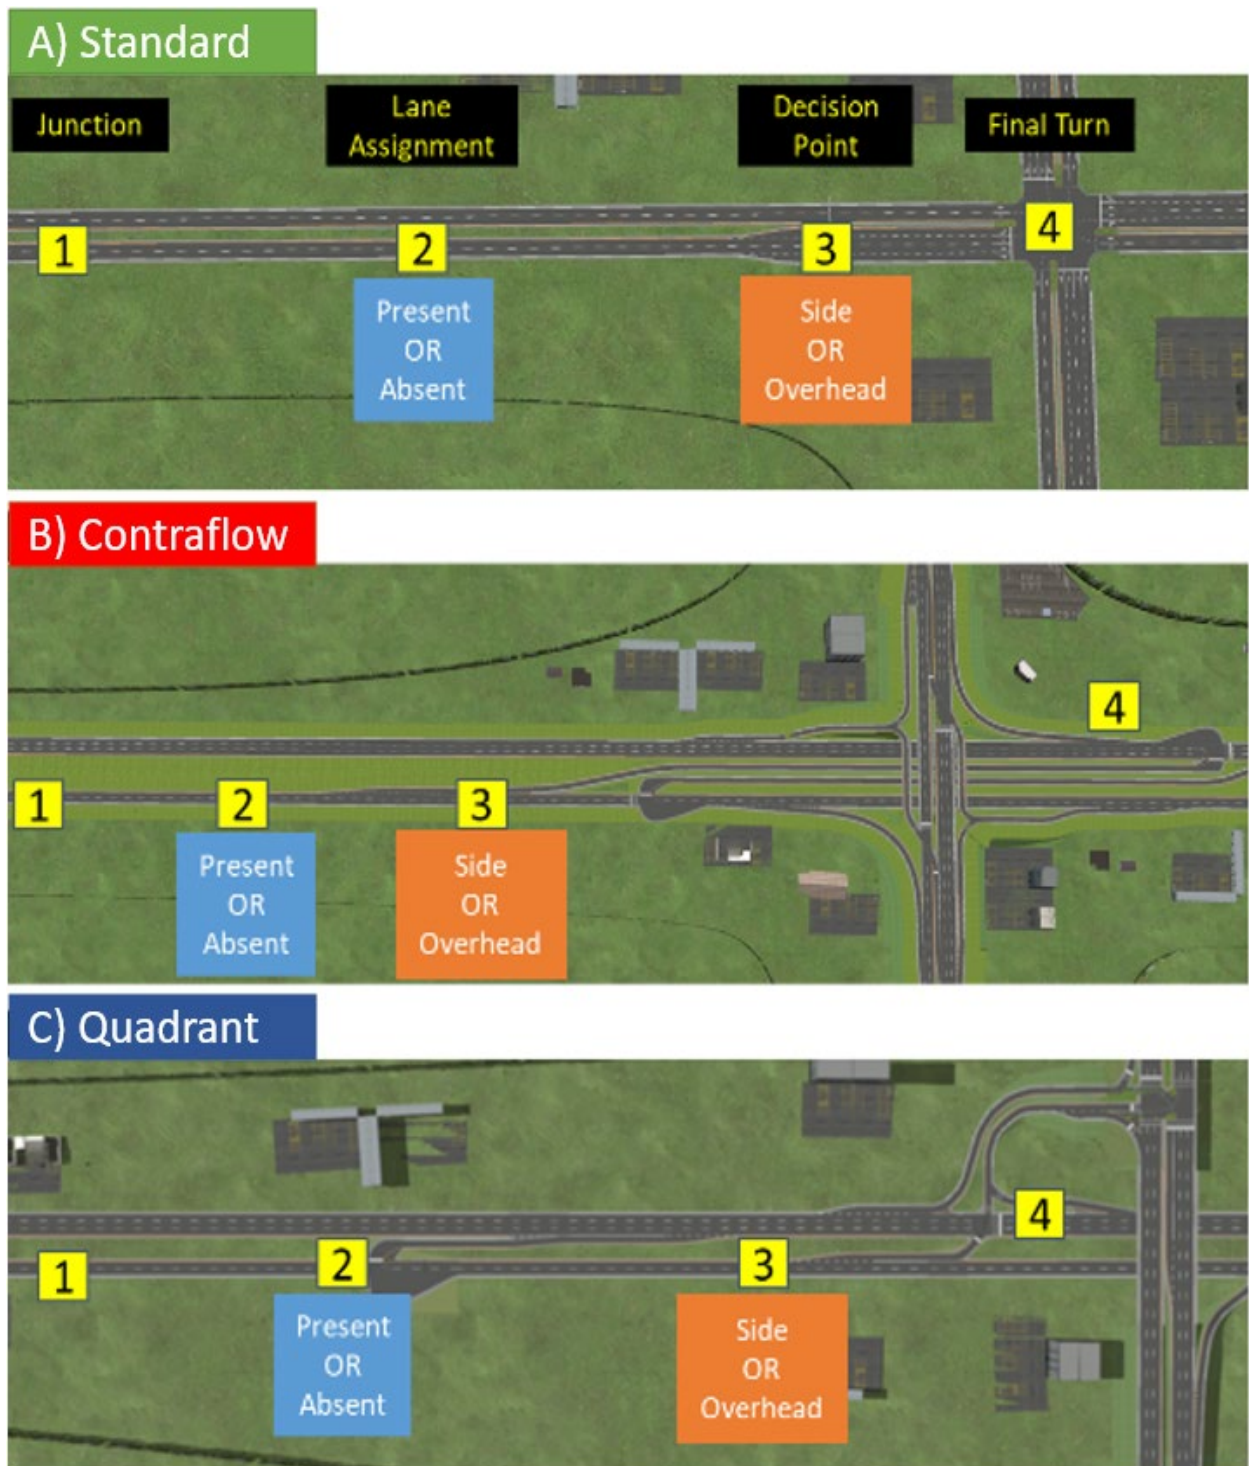 A) Standard
Junction
Lane
Assignment
Decision
Point
Final Turn
1
2
3
4
Present
OR
Absent
Side
OR
Overhead
B) Contraflow
4
1
2
3
Present
OR
Absent
Side
OR
Overhead
C) Quadrant
4
1
2
3
Present
OR
Absent
Side
OR
Overhead